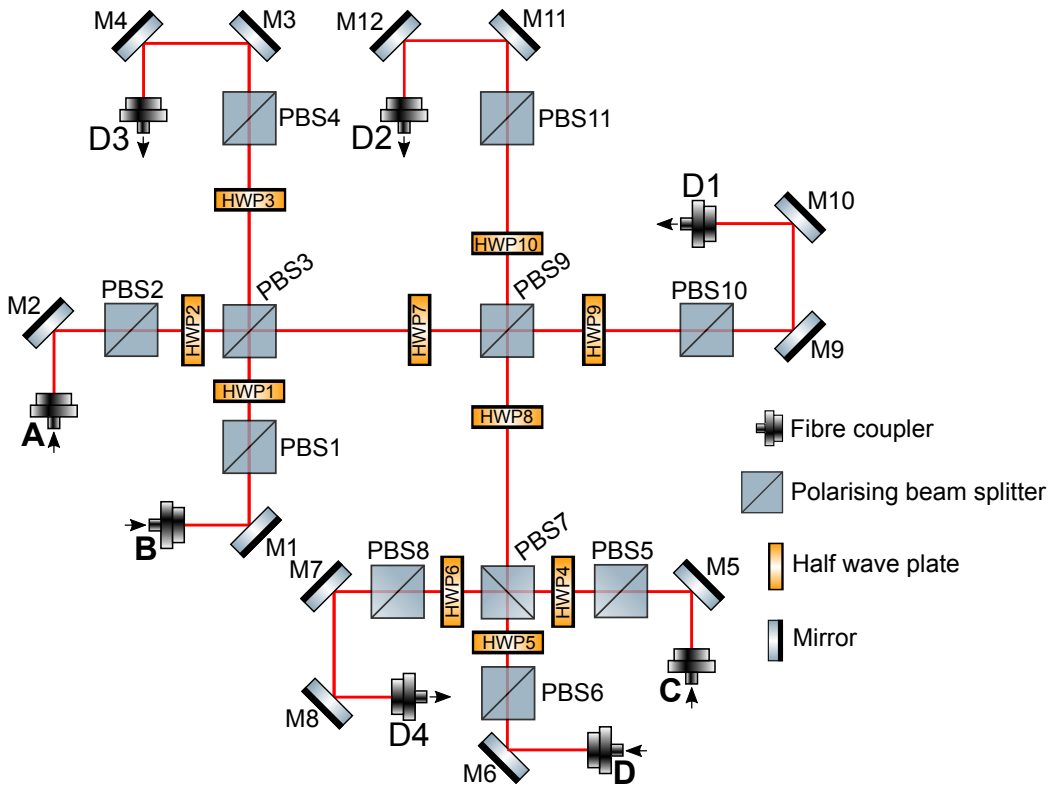 M4
M3
M12
M11
PBS4
D3
PBS11
D2
D1
M10
HWP3
HWP10
M2
PBS2
HWP2
PBS3
HWP7
PBS9
HWP9
PBS10
M9
A
HWP1
HWP8
PBS1
Fibre coupler
B
M1
Polarising beam splitter
M7
PBS8
HWP6
PBS7
HWP4
PBS5
M5
Half wave plate
HWP5
Mirror
M8
D4
PBS6
C
M6
D